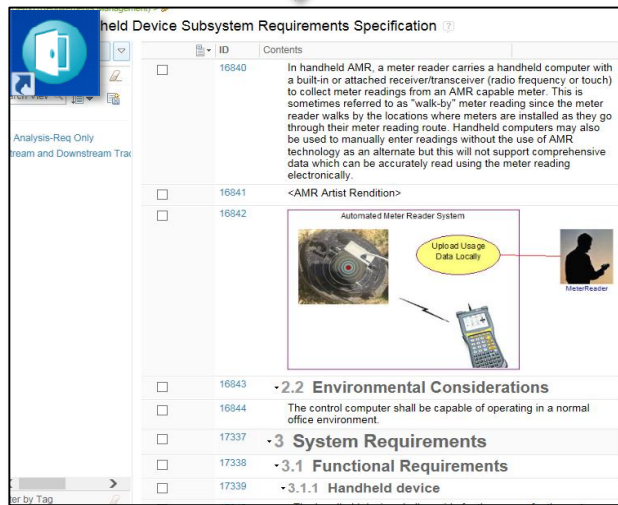 held Device Subsystem Requirements Specification
ID Contents
Analysis-Req Only
16840 In handheld AMR, a meter reader carries a handheld computer with
a built-in or attached receiver/transceiver (radio frequency or touch)
to collect meter readings from an AMR capable meter. This is
sometimes referred to as "walk-by" meter reading since the meter
reader walks by the locations where meters are installed as they go
through their meter reading route. Handheld computers may also
be used to manually enter readings without the use of AMR
technology as an alternate but this will not support comprehensive
data which can be accurately read using the meter reading
electronically.
16841 <AMR Artist Rendition>
16842
Automated Meter Reader System
Upload Usage
Data Locally
MeterReader
16843 2.2 Environmental Considerations
16844 The control computer shall be capable of operating in a normal
office environment.
17337 3 System Requirements
17338 3.1 Functional Requirements
17339 3.1.1 Handheld device
ter by Tag